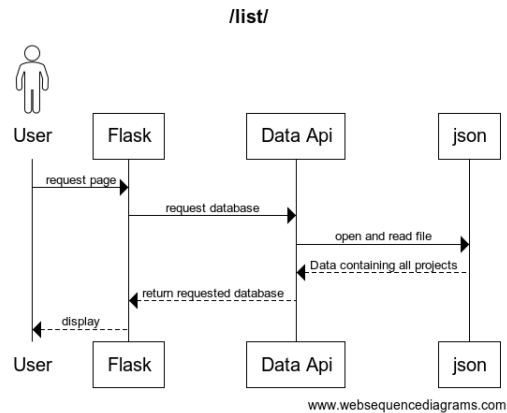 /list/
User
Flask
Data Api
json
request page
request database
open and read file
Data containing all projects
return requested database
display
User
Flask
Data Api
json
www.websequencediagrams.com